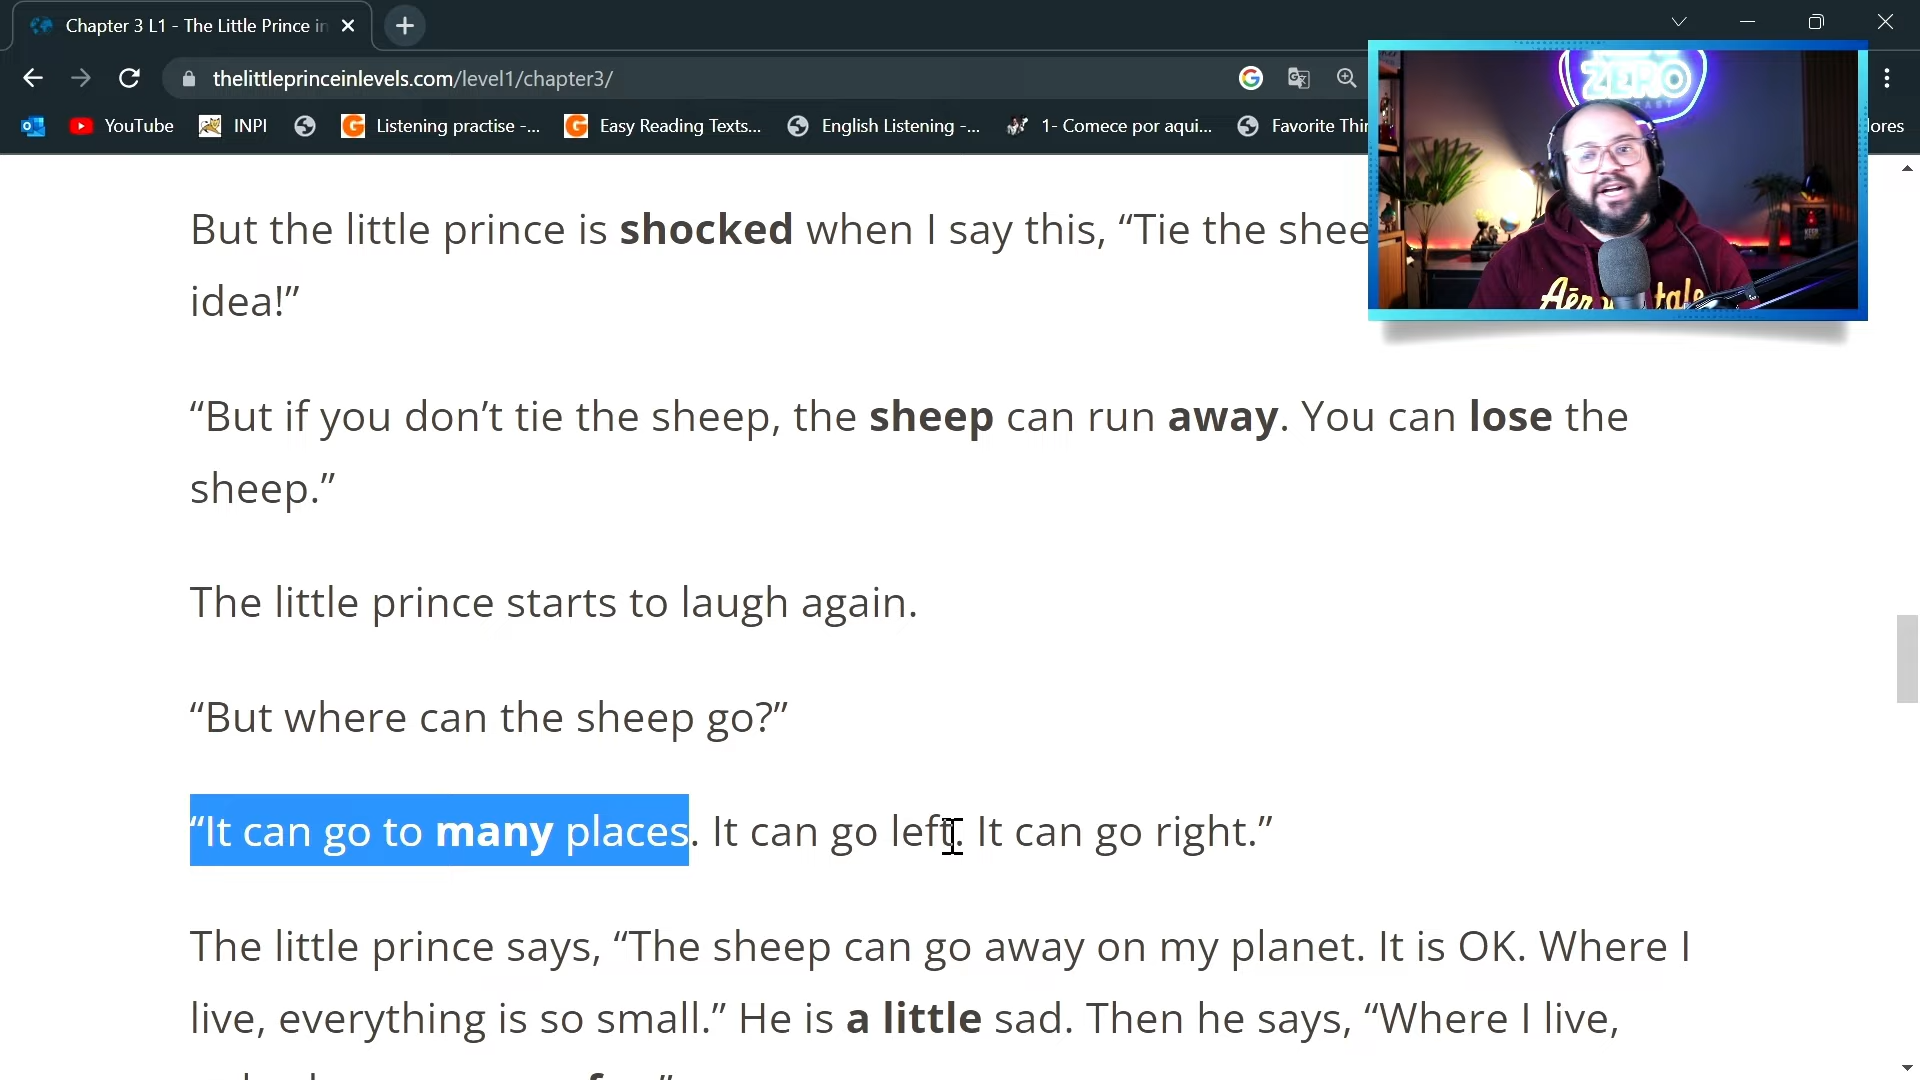 Chapter 3 L1 - The Little Prince in
thelittleprinceinlevels.com/level1/chapter3/
YouTube INPI Listening practise -... Easy Reading Texts... English Listening -... 1- Comece por aqui... Favorite Thi ores
ZERO
But the little prince is shocked when I say this, “Tie the shee
idea!”
“But if you don’t tie the sheep, the sheep can run away. You can lose the
sheep.”
The little prince starts to laugh again.
“But where can the sheep go?”
“It can go to many places. It can go left. It can go right.”
The little prince says, “The sheep can go away on my planet. It is OK. Where I
live, everything is so small.” He is a little sad. Then he says, “Where I live,